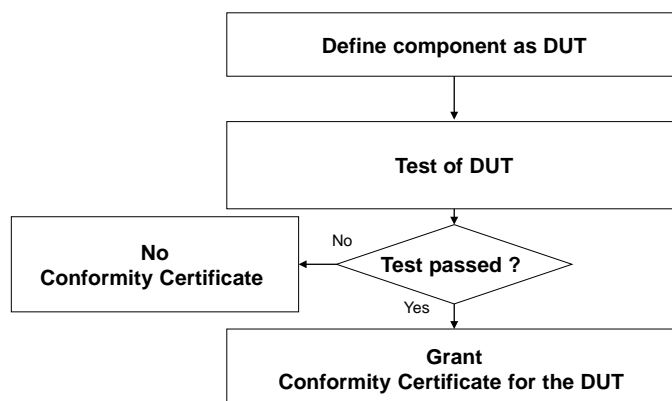 Define component as DUT
Test of DUT
No
Conformity Certificate
No
Test passed ?
Yes
Grant
Conformity Certificate for the DUT